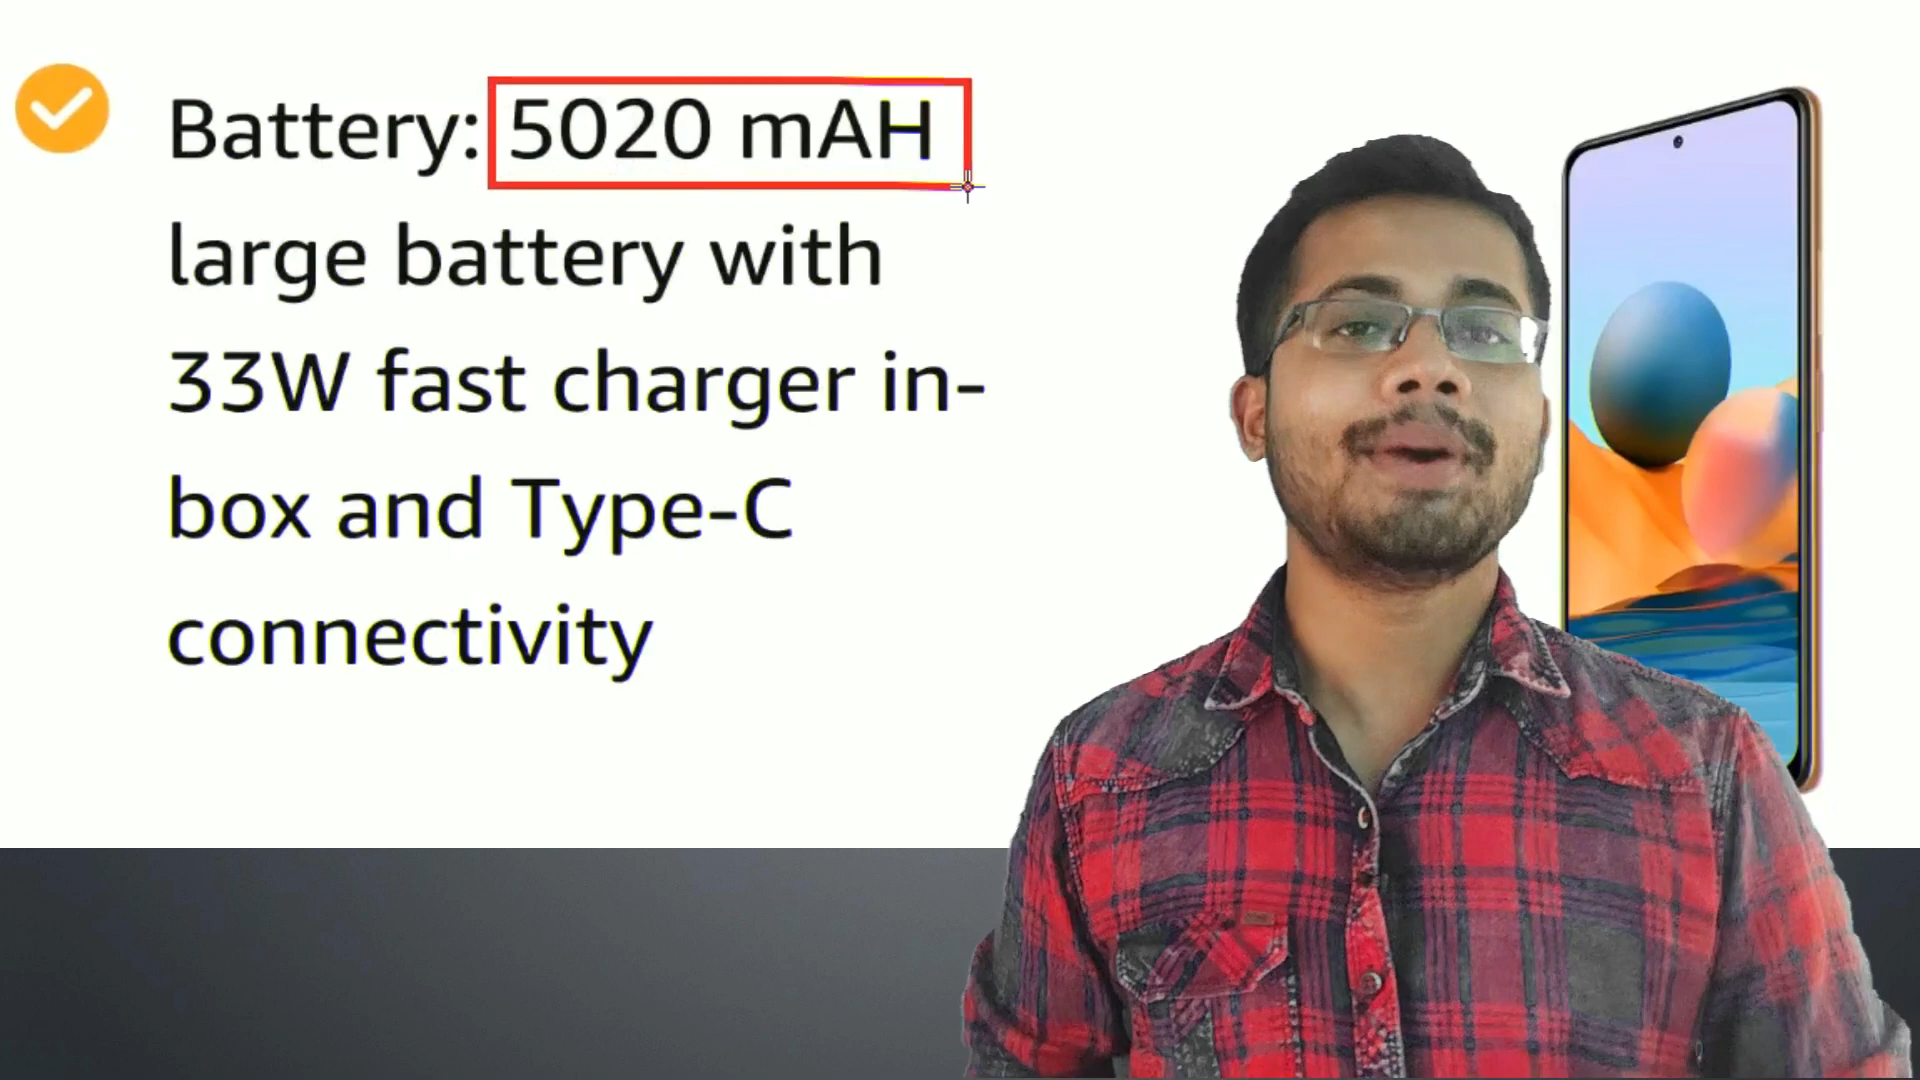 Battery: 5020 mAH
large battery with
33W fast charger in-
box and Type-C
connectivity